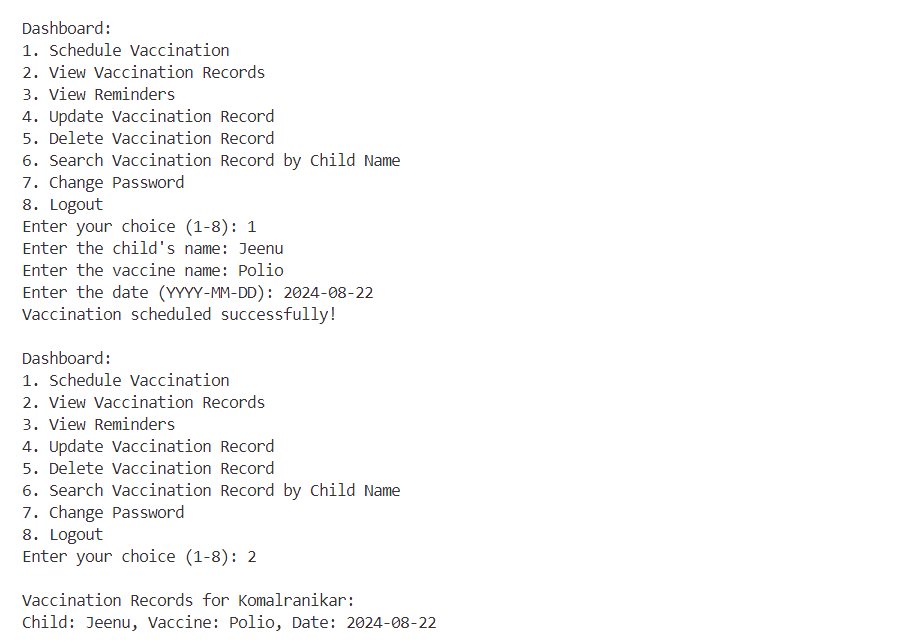 Dashboard:
1. Schedule Vaccination
2. View Vaccination Records
3. View Reminders
4. Update Vaccination Record
5. Delete Vaccination Record
6. Search Vaccination Record by Child Name
7. Change Password
8. Logout
Enter your choice (1-8): 1
Enter the child's name: Jeenu
Enter the vaccine name: Polio
Enter the date (YYYY-MM-DD): 2024-08-22
Vaccination scheduled successfully!

Dashboard:
1. Schedule Vaccination
2. View Vaccination Records
3. View Reminders
4. Update Vaccination Record
5. Delete Vaccination Record
6. Search Vaccination Record by Child Name
7. Change Password
8. Logout
Enter your choice (1-8): 2

Vaccination Records for Komalranikar:
Child: Jeenu, Vaccine: Polio, Date: 2024-08-22